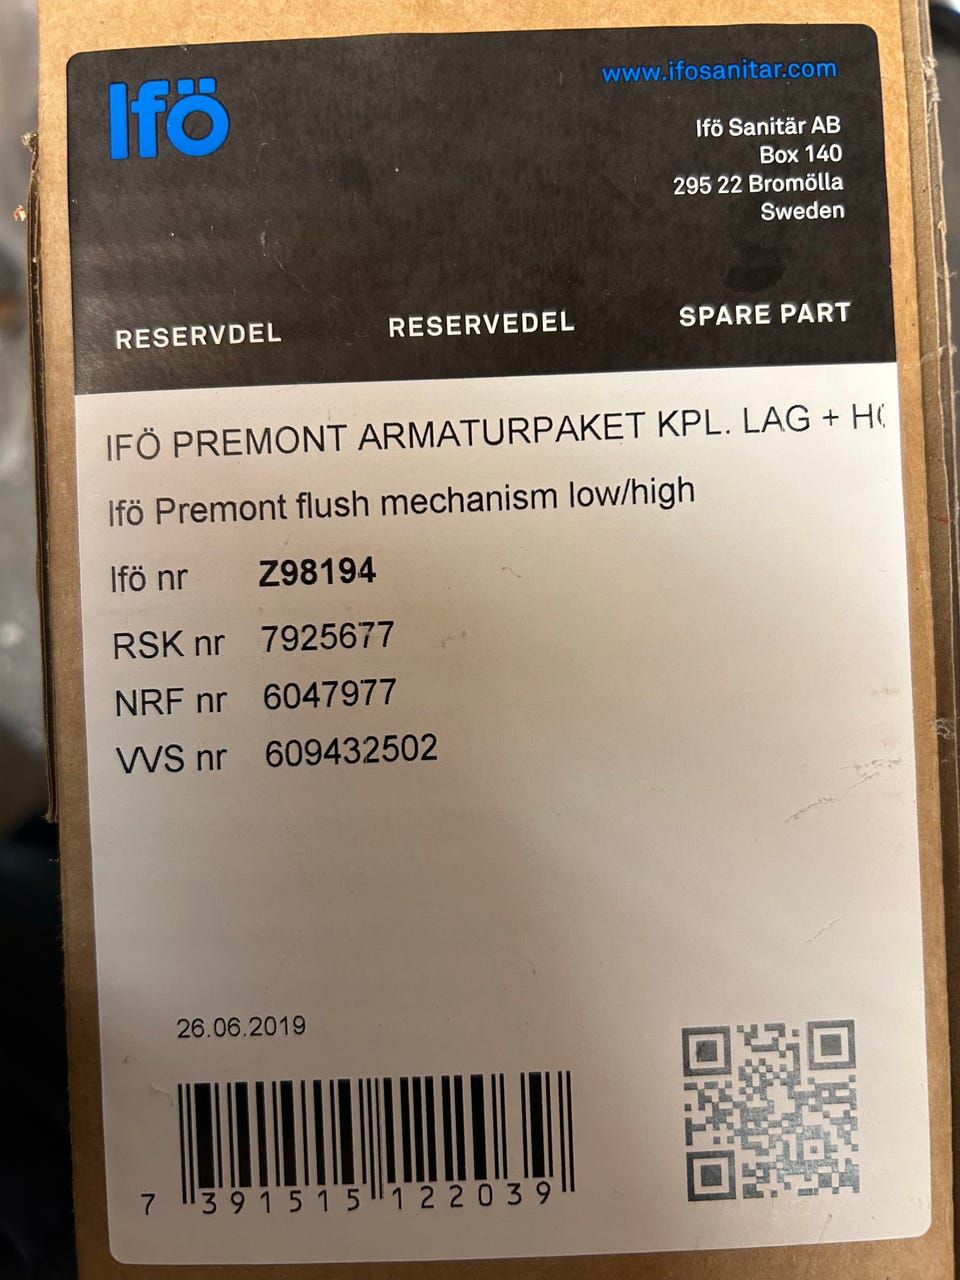 Ifö
www.ifosanitar.com
Ifö Sanitär AB
Box 140
295 22 Bromölla
Sweden
RESERVDEL RESERVEDEL SPARE PART
IFÖ PREMONT ARMATURPAKET KPL. LAG + H
Ifö Premont flush mechanism low/high
Ifö nr Z98194
RSK nr 7925677
NRF nr 6047977
VVS nr 609432502
26.06.2019
7 391515 122039